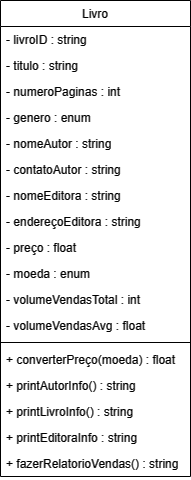 Livro
- livroID : string
- titulo : string
- numeroPaginas : int
- genero : enum
- nomeAutor : string
- contatoAutor : string
- nomeEditora : string
- endereçoEditora : string
- preço : float
- moeda : enum
- volumeVendasTotal : int
- volumeVendasAvg : float
+ converterPreço(moeda) : float
+ printAutorInfo() : string
+ printLivroInfo() : string
+ printEditoraInfo : string
+ fazerRelatorioVendas() : string